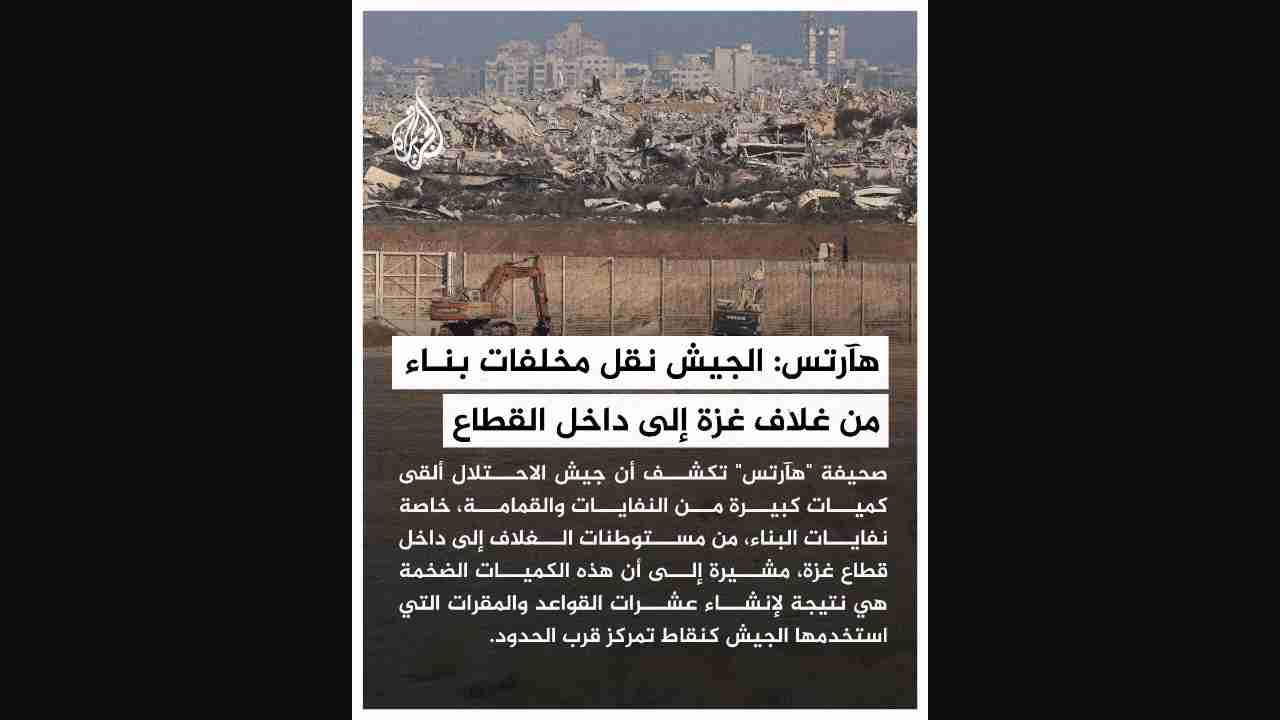 هآرتس: الجيش نقل مخلفات بناء
من غلاف غزة إلى داخل القطاع
صحيفة "هآرتس" تكشف أن جيش الاحتلال ألقى
كميات كبيرة من النفايات والقمامة، خاصة
نفايات البناء، من مستوطنات الغلاف إلى داخل
قطاع غزة، مشيرة إلى أن هذه الكميات الضخمة
هي نتيجة لإنشاء عشرات القواعد والمقرات التي
استخدمها الجيش كنقاط تمركز قرب الحدود.